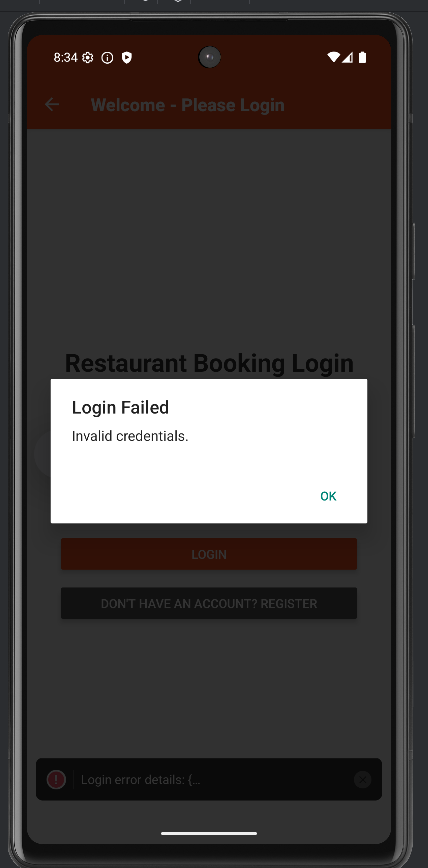 8:34
Welcome - Please Login
Restaurant Booking Login
Login Failed
Invalid credentials.
OK
LOGIN
DON'T HAVE AN ACCOUNT? REGISTER
Login error details: {...